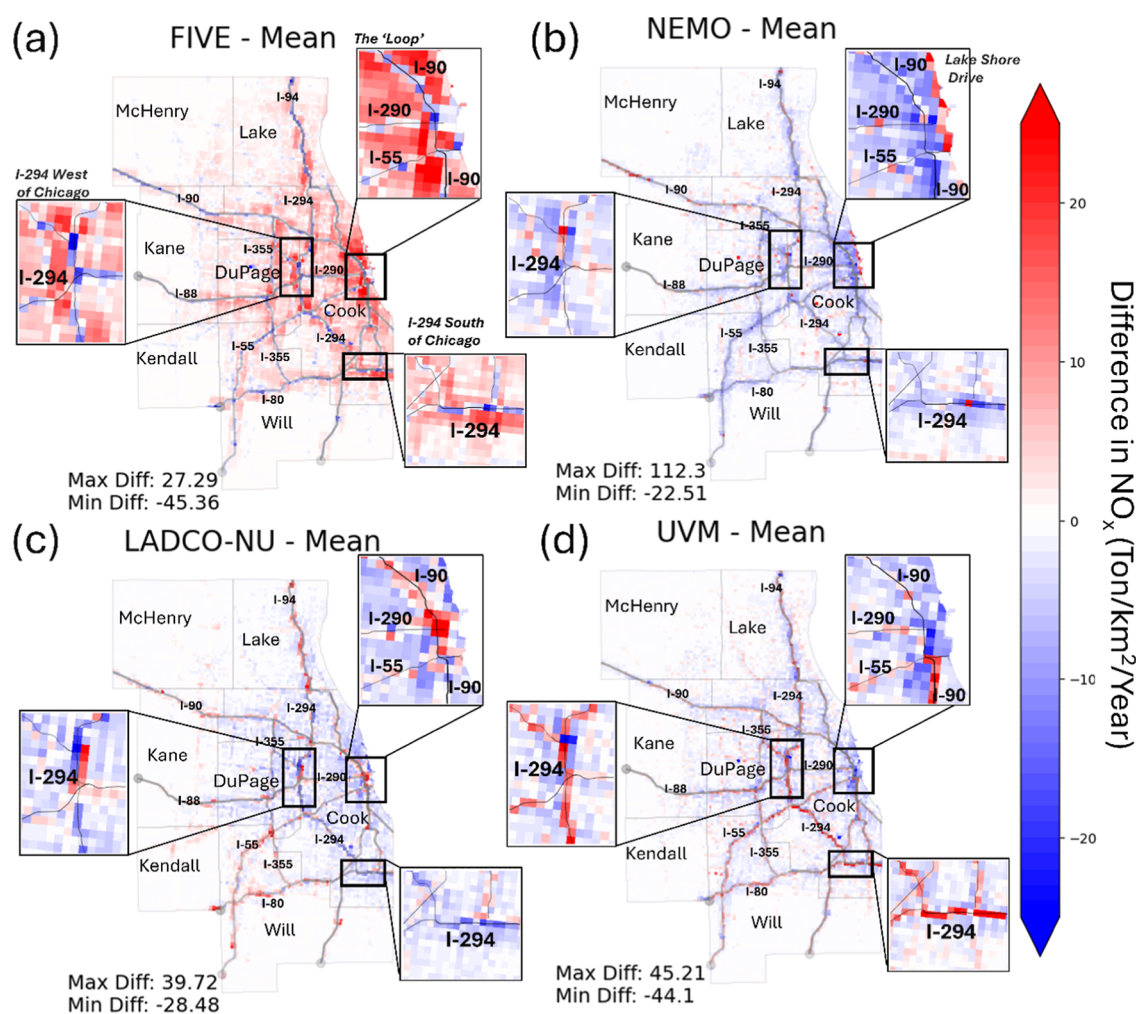 (a)
FIVE - Mean
The 'Loop'
I-90
I-290
I-55
I-90
I-94
McHenry
Lake
I-294 West
of Chicago
I-294
I-90
I-294
Kane
I-355
DuPage
I-290
I-88
Cook
I-294 South
of Chicago
I-55
I-294
Kendall
I-355
I-80
Will
I-294
Max Diff: 27.29
Min Diff: -45.36
(b)
NEMO - Mean
Lake Shore
Drive
I-90
I-290
I-55
I-90
I-94
McHenry
Lake
I-294
I-90
I-294
I-355
Kane
DuPage
I-290
I-88
Cook
I-55
I-294
Kendall
I-355
I-80
Will
I-294
Max Diff: 112.3
Min Diff: -22.51
(c)
LADCO-NU - Mean
I-90
I-290
I-55
I-90
I-94
McHenry
Lake
I-294
I-90
I-294
I-355
Kane
DuPage
I-290
I-88
Cook
I-55
I-294
Kendall
I-355
I-80
Will
I-294
Max Diff: 39.72
Min Diff: -28.48
(d)
UVM - Mean
I-90
I-290
I-55
I-90
I-94
McHenry
Lake
I-294
I-90
I-294
I-355
Kane
DuPage
I-290
I-88
Cook
I-55
I-294
Kendall
I-355
I-80
Will
I-294
Max Diff: 45.21
Min Diff: -44.1
20
10
0
−10
−20
Difference in NOx (Ton/km²/Year)